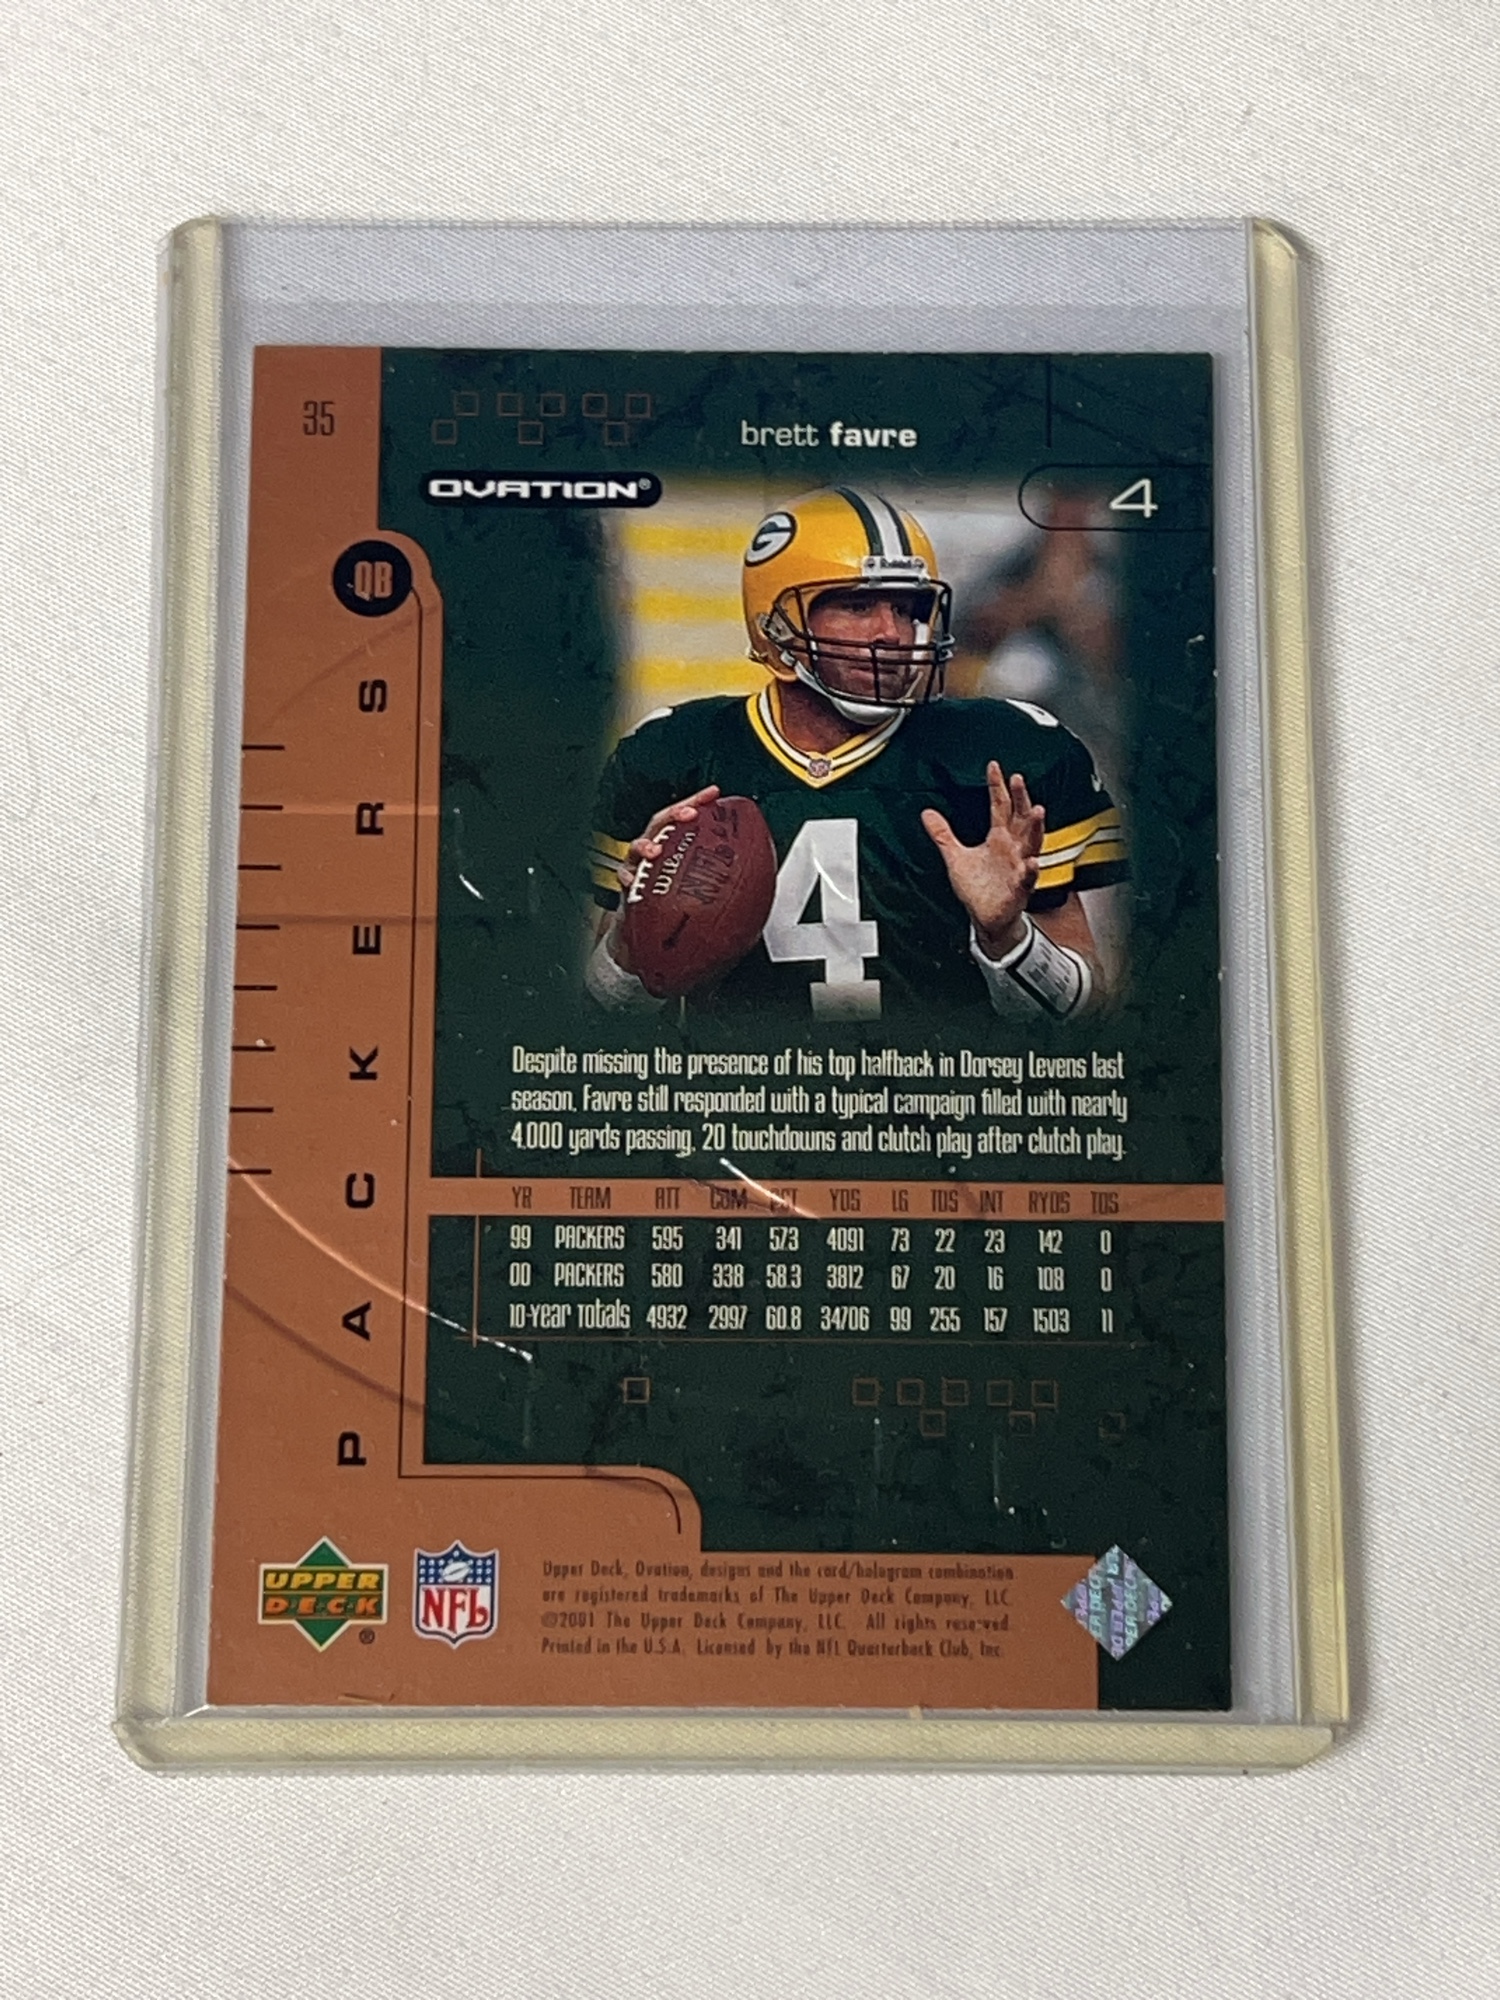 35
brett favre
OVATION®
4
QB
Riddell
Wilson
NFL
4
PACKERS
Despite missing the presence of his top halfback in Dorsey Levens last
season, Favre still responded with a typical campaign filled with nearly
4,000 yards passing, 20 touchdowns and clutch play after clutch play.
YR TEAM ATT COM PCT YDS LG TDS INT RYDS TDS
99 PACKERS 595 341 57.3 4091 73 22 23 142 0
00 PACKERS 580 338 58.3 3812 67 20 16 108 0
10-Year Totals 4932 2997 60.8 34706 99 255 157 1503 11
UPPER
DECK
®
NFL
Upper Deck, Ovation, designs and the card/hologram combination
are registered trademarks of The Upper Deck Company, LLC.
©2001 The Upper Deck Company, LLC. All rights reserved.
Printed in the U.S.A. Licensed by the NFL Quarterback Club, Inc.